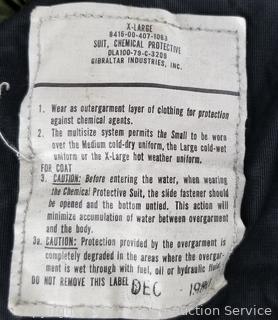 X-LARGE
8415-00-407-1063
SUIT, CHEMICAL PROTECTIVE
DLA100-79-C-3209
GIBRALTAR INDUSTRIES, INC.
1. Wear as outergarment layer of clothing for protection
against chemical agents.
2. The multisize system permits the Small to be worn
over the Medium cold-dry uniform, the Large cold-wet
uniform or the X-Large hot weather uniform.
FOR COAT
3. CAUTION: Before entering the water, when wearing
the Chemical Protective Suit, the slide fastener should
be opened and the bottom untied. This action will
minimize accumulation of water between overgarment
and the body.
3a. CAUTION: Protection provided by the overgarment is
completely degraded in the areas where the overgar-
ment is wet through with fuel, oil or hydraulic fluid.
DO NOT REMOVE THIS LABEL DEC
Auction Service